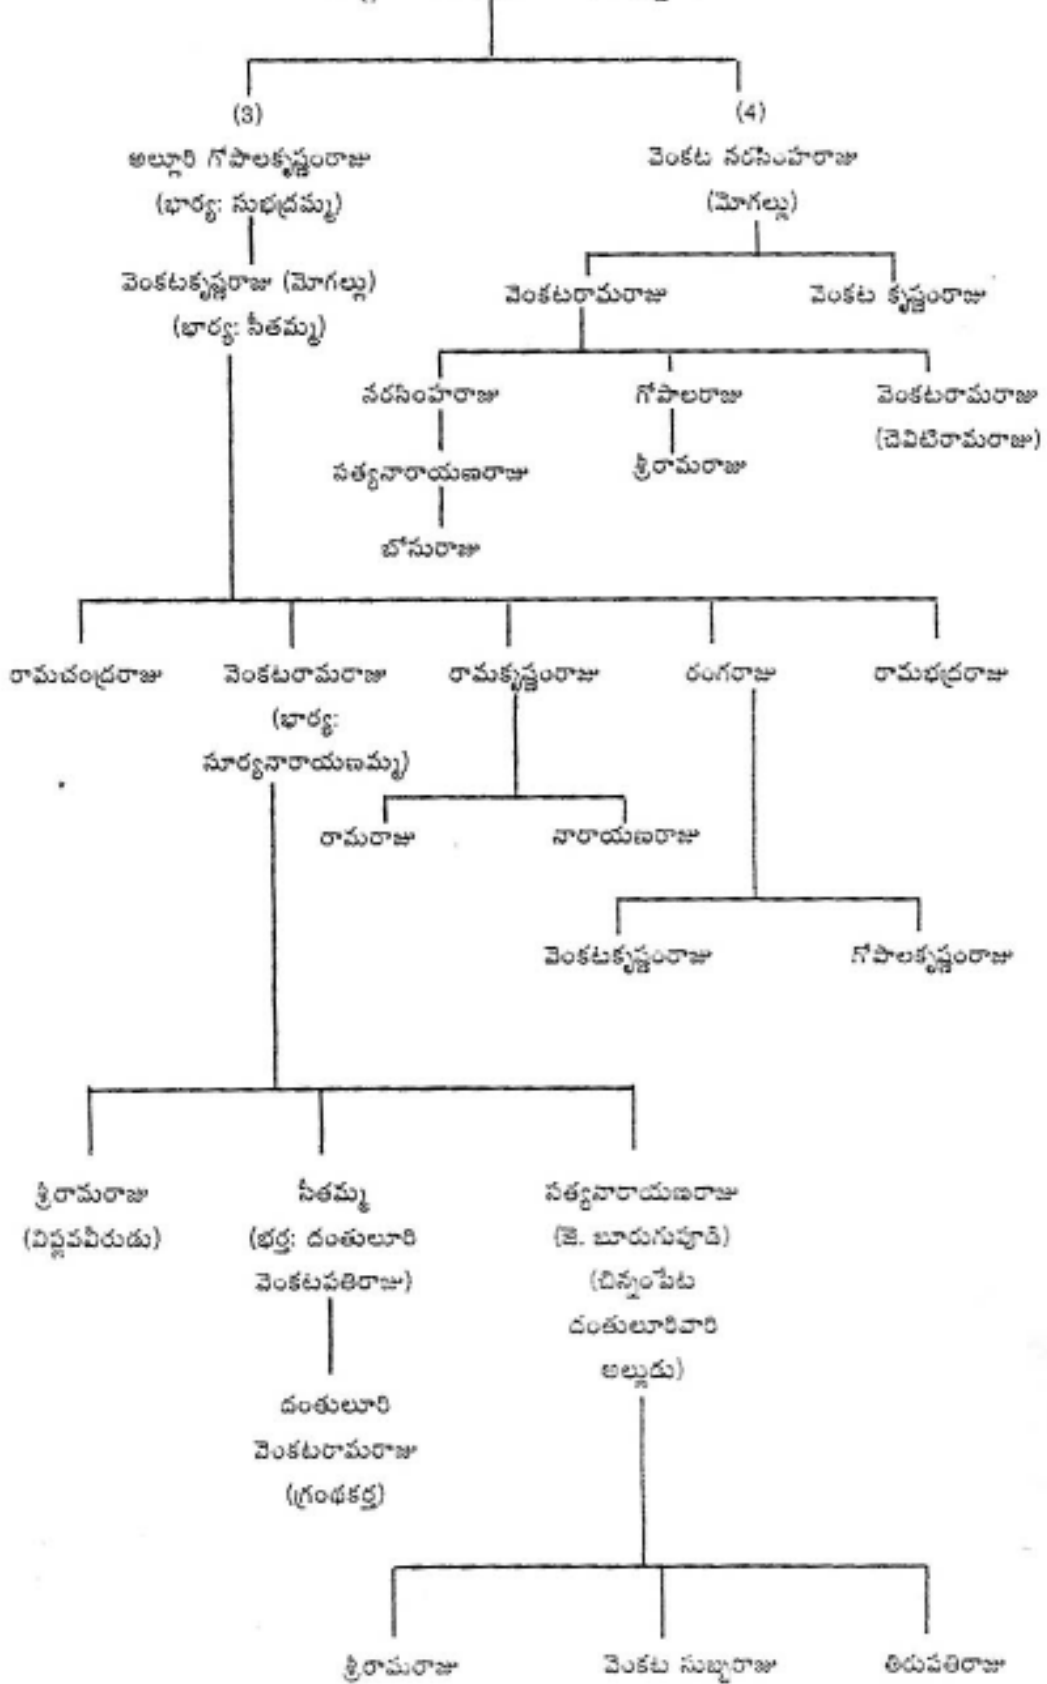 (3)
(4)
అల్లూరి గోపాలకృష్ణంరాజు
వెంకట నరసింహరాజు
(భార్య: సుభద్రమ్మ)
(మోగల్లు)
వెంకటకృష్ణరాజు (మోగల్లు)
వెంకటరామరాజు
వెంకట కృష్ణంరాజు
(భార్య: సీతమ్మ)
నరసింహరాజు
గోపాలరాజు
వెంకటరామరాజు
(చెవిటిరామరాజు)
సత్యనారాయణరాజు
శ్రీరామరాజు
బోసురాజు
రామచంద్రరాజు
వెంకటరామరాజు
రామకృష్ణంరాజు
రంగరాజు
రామభద్రరాజు
(భార్య:
సూర్యనారాయణమ్మ)
రామరాజు
నారాయణరాజు
వెంకటకృష్ణంరాజు
గోపాలకృష్ణంరాజు
శ్రీరామరాజు
సీతమ్మ
సత్యనారాయణరాజు
(విప్లవవీరుడు)
(భర్త: దంతులూరి
(జె. బూరుగుపూడి)
వెంకటపతిరాజు)
(చిన్నంపేట
దంతులూరివారి
అల్లుడు)
దంతులూరి
వెంకటరామరాజు
(గ్రంథకర్త)
శ్రీరామరాజు
వెంకట సుబ్బరాజు
తిరుపతిరాజు